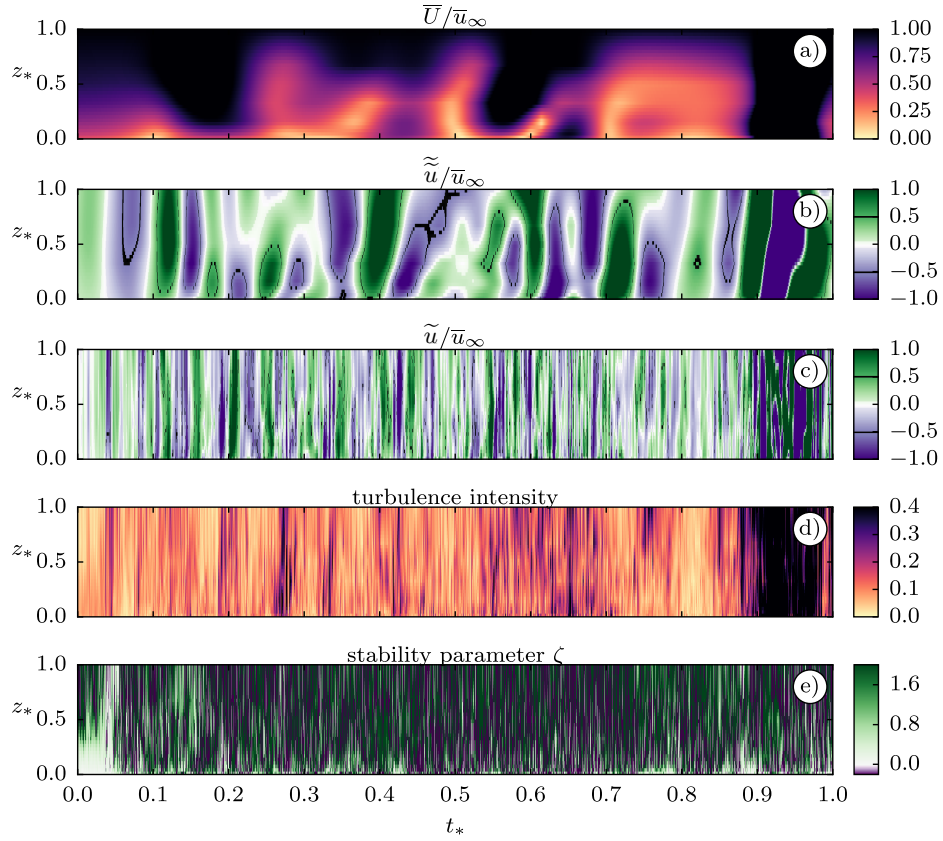 U̅/u̅∞
1.0 a) 1.00
0.75
z* 0.5 0.50
0.25
0.0 0.00
ũ̃/u̅∞
1.0 b) 1.0
0.5
z* 0.5 0.0
−0.5
0.0 −1.0
ũ/u̅∞
1.0 c) 1.0
0.5
z* 0.5 0.0
−0.5
0.0 −1.0
turbulence intensity
1.0 d) 0.4
0.3
z* 0.5 0.2
0.1
0.0 0.0
stability parameter ζ
1.0 e) 1.6
z* 0.5 0.8
0.0 0.0
0.0 0.1 0.2 0.3 0.4 0.5 0.6 0.7 0.8 0.9 1.0
t*